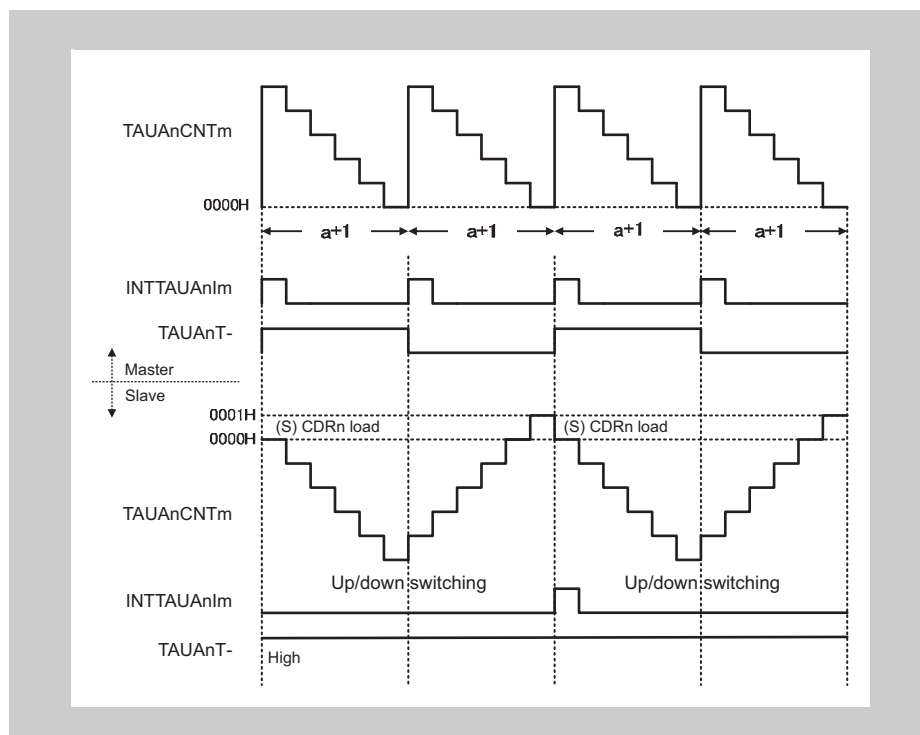 TAUAnCNTm
0000H
a+1 a+1 a+1 a+1
INTTAUAnIm
TAUAnT-
Master
Slave
0001H
(S) CDRn load (S) CDRn load
0000H
TAUAnCNTm
Up/down switching Up/down switching
INTTAUAnIm
TAUAnT-
High